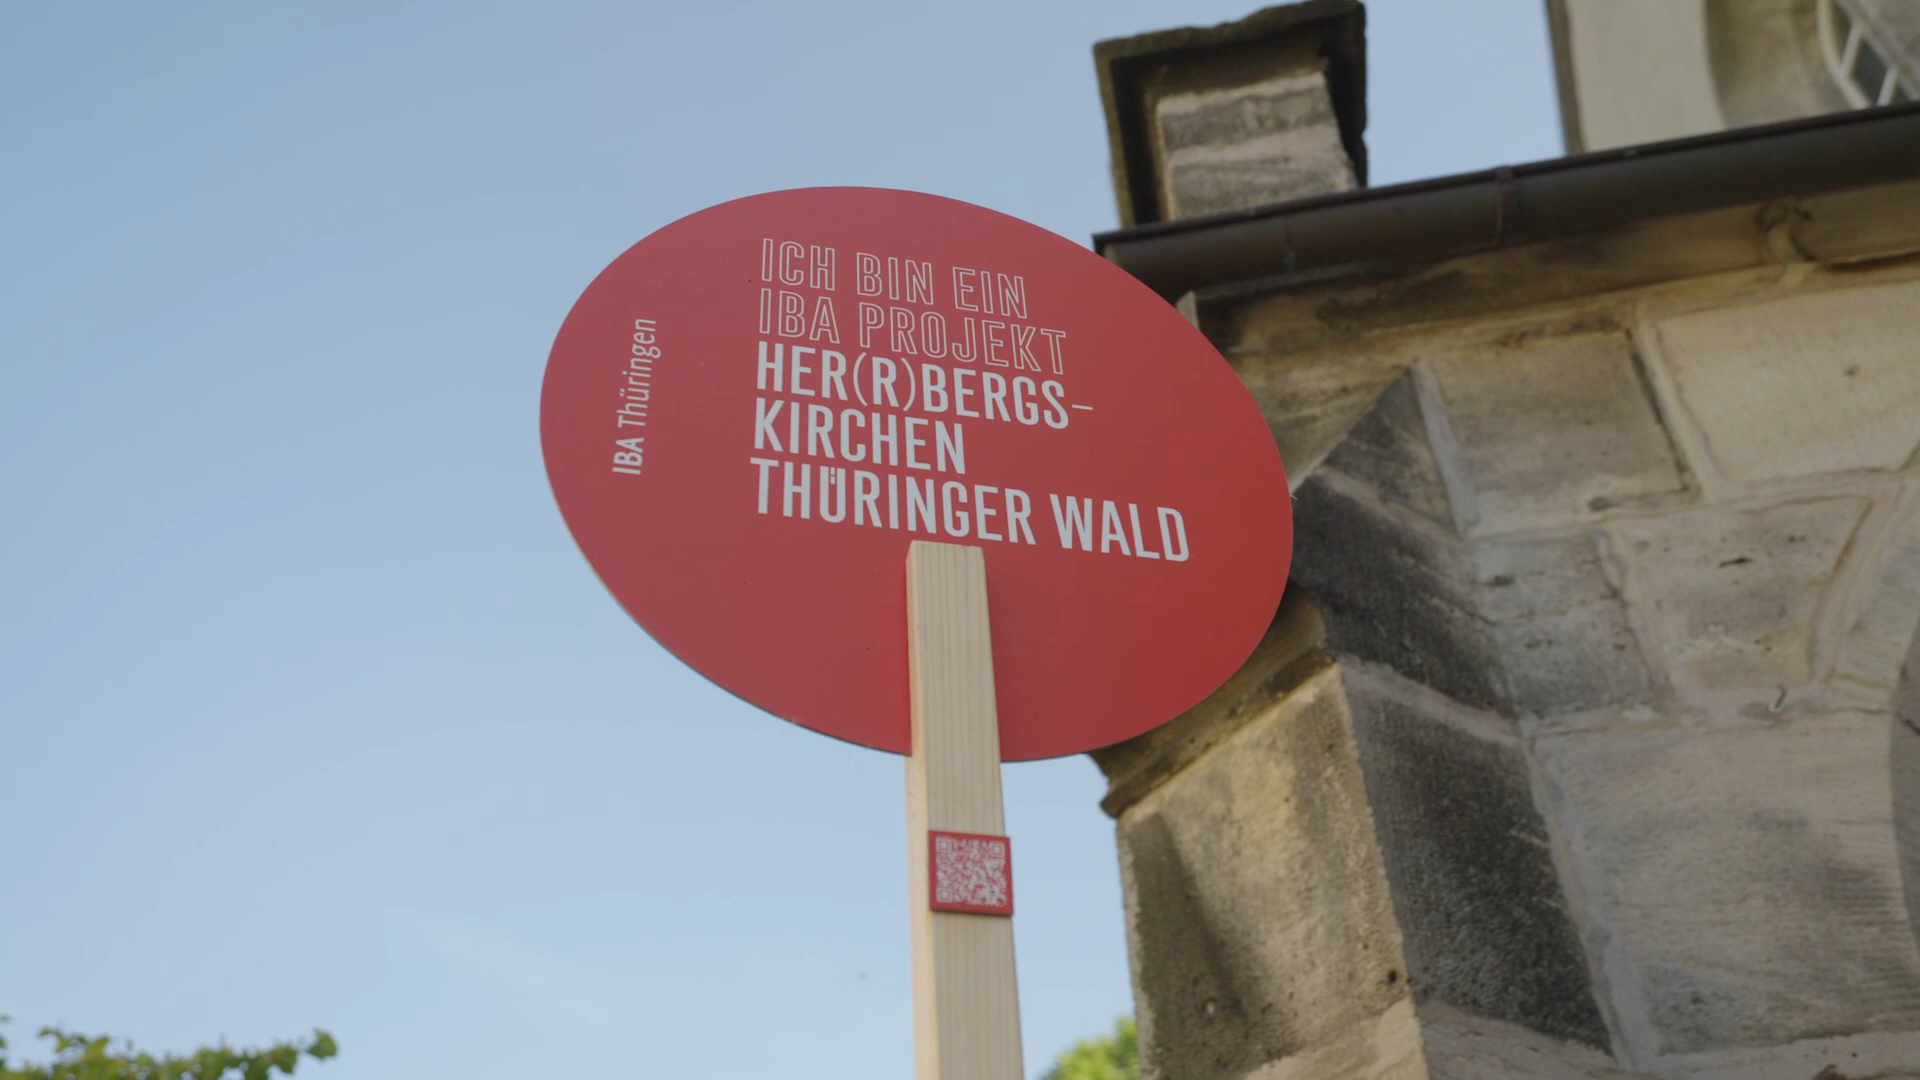 IBA Thüringen
ICH BIN EIN
IBA PROJEKT
HER(R)BERGS-
KIRCHEN
THÜRINGER WALD